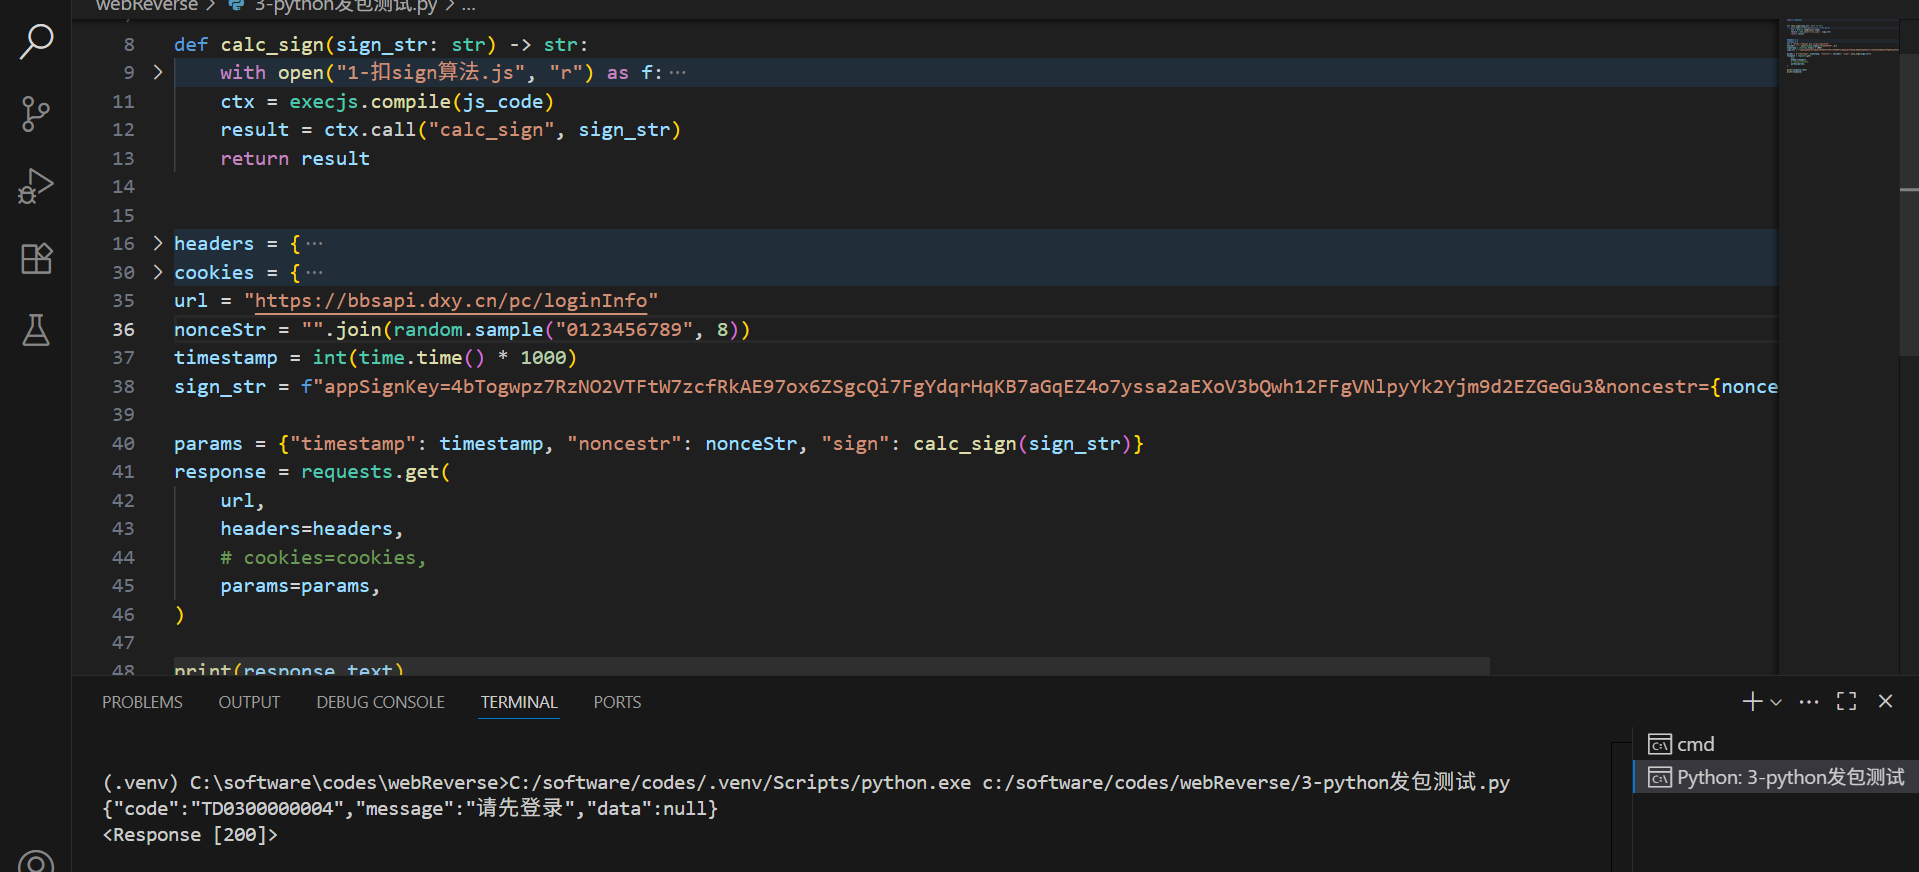 webReverse > 3-python发包测试.py > ...
8 def calc_sign(sign_str: str) -> str:
9 with open("1-扣sign算法.js", "r") as f:···
11 ctx = execjs.compile(js_code)
12 result = ctx.call("calc_sign", sign_str)
13 return result
14
15
16 headers = {···
30 cookies = {···
35 url = "https://bbsapi.dxy.cn/pc/loginInfo"
36 nonceStr = "".join(random.sample("0123456789", 8))
37 timestamp = int(time.time() * 1000)
38 sign_str = f"appSignKey=4bTogwpz7RzNO2VTFtW7zcfRkAE97ox6ZSgcQi7FgYdqrHqKB7aGqEZ4o7yssa2aEXoV3bQwh12FFgVNlpyYk2Yjm9d2EZGeGu3&noncestr={nonce
39
40 params = {"timestamp": timestamp, "noncestr": nonceStr, "sign": calc_sign(sign_str)}
41 response = requests.get(
42 url,
43 headers=headers,
44 # cookies=cookies,
45 params=params,
46 )
47
48 print(response.text)
PROBLEMS OUTPUT DEBUG CONSOLE TERMINAL PORTS
cmd
Python: 3-python发包测试
(.venv) C:\software\codes\webReverse>C:/software/codes/.venv/Scripts/python.exe c:/software/codes/webReverse/3-python发包测试.py
{"code":"TD0300000004","message":"请先登录","data":null}
<Response [200]>